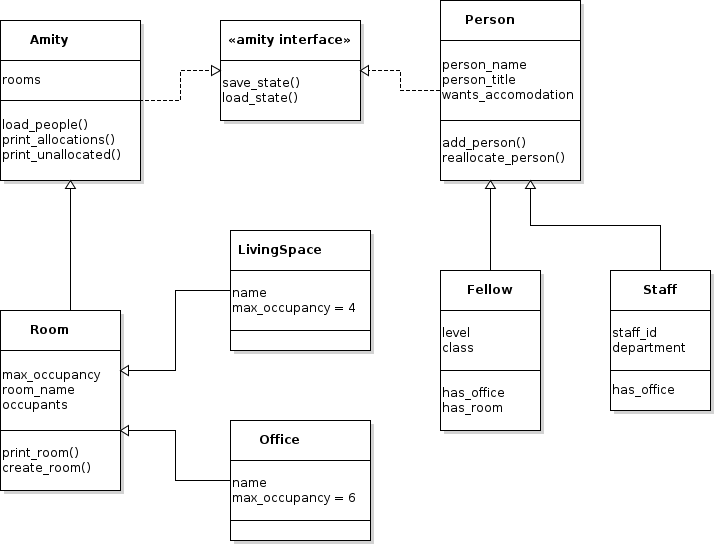 Amity
rooms
load_people()
print_allocations()
print_unallocated()
«amity interface»
save_state()
load_state()
Person
person_name
person_title
wants_accomodation
add_person()
reallocate_person()
LivingSpace
name
max_occupancy = 4
Fellow
level
class
has_office
has_room
Staff
staff_id
department
has_office
Room
max_occupancy
room_name
occupants
print_room()
create_room()
Office
name
max_occupancy = 6